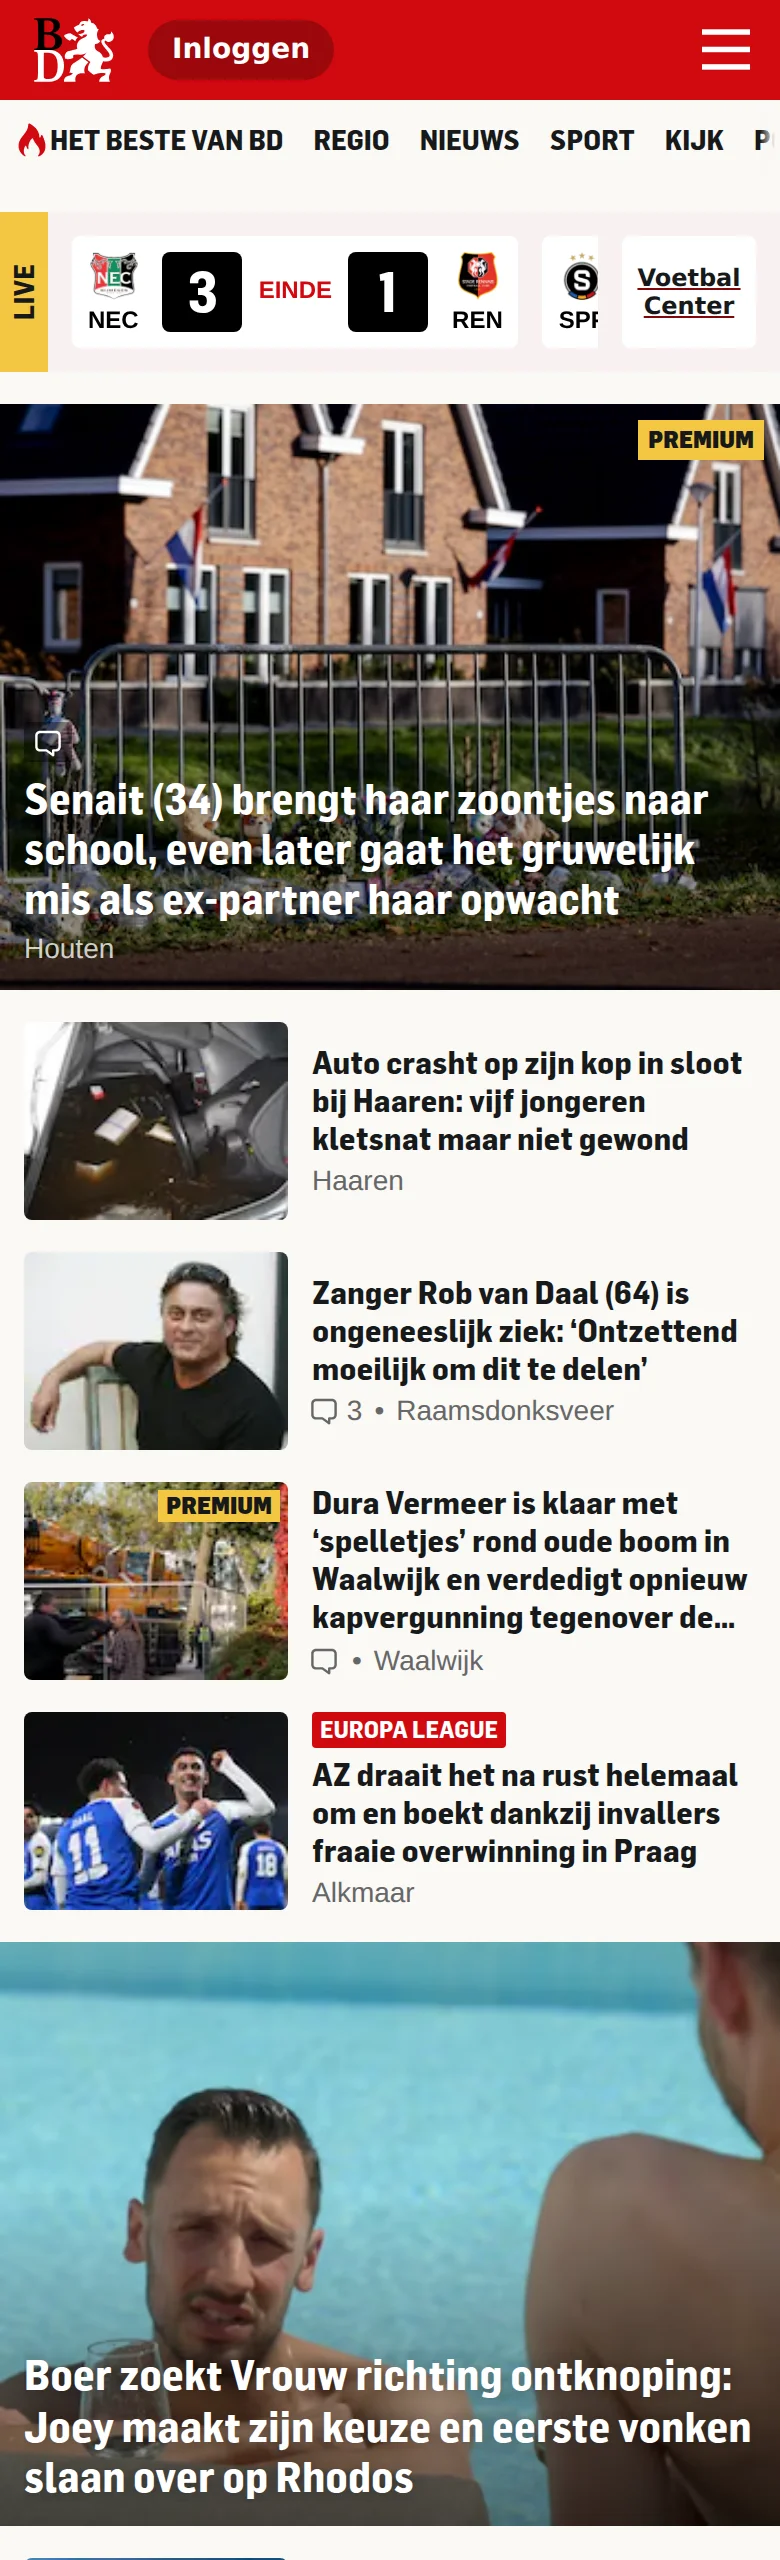 BD
Inloggen
HET BESTE VAN BD REGIO NIEUWS SPORT KIJK
LIVE
NEC 3 EINDE 1 REN
Voetbal
Center
PREMIUM
Senait (34) brengt haar zoontjes naar
school, even later gaat het gruwelijk
mis als ex-partner haar opwacht
Houten
Auto crasht op zijn kop in sloot
bij Haaren: vijf jongeren
kletsnat maar niet gewond
Haaren
Zanger Rob van Daal (64) is
ongeneeslijk ziek: ‘Ontzettend
moeilijk om dit te delen’
3 • Raamsdonksveer
PREMIUM
Dura Vermeer is klaar met
‘spelletjes’ rond oude boom in
Waalwijk en verdedigt opnieuw
kapvergunning tegenover de...
• Waalwijk
EUROPA LEAGUE
11
18
AZ draait het na rust helemaal
om en boekt dankzij invallers
fraaie overwinning in Praag
Alkmaar
Boer zoekt Vrouw richting ontknoping:
Joey maakt zijn keuze en eerste vonken
slaan over op Rhodos